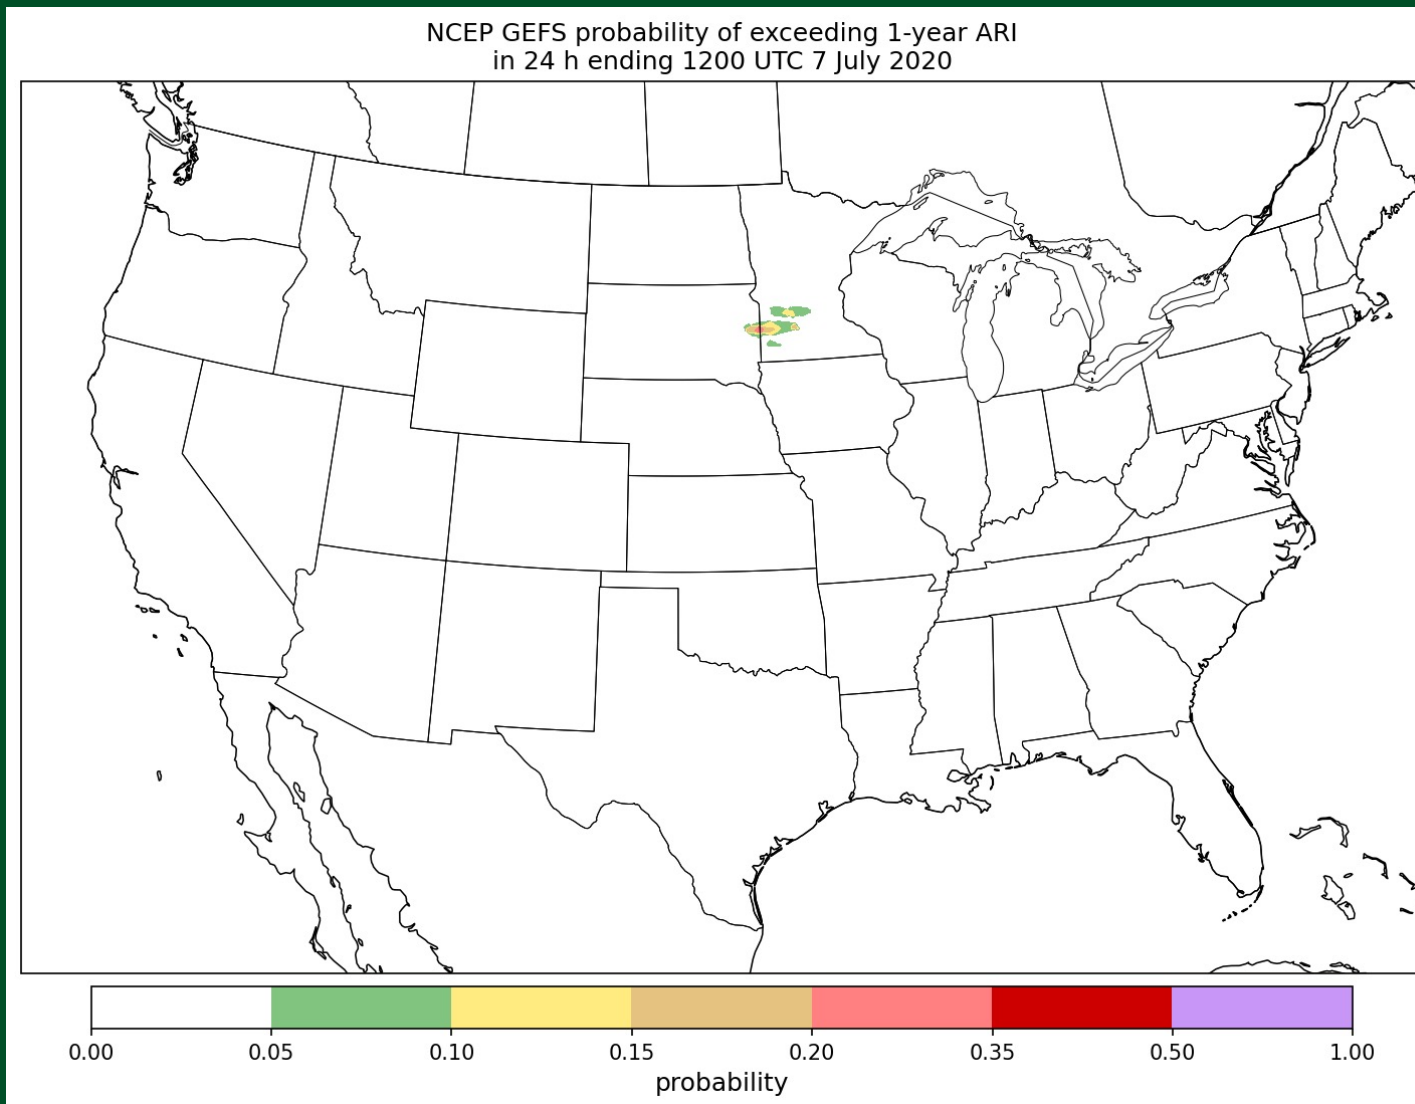 NCEP GEFS probability of exceeding 1-year ARI
in 24 h ending 1200 UTC 7 July 2020
0.00 0.05 0.10 0.15 0.20 0.35 0.50 1.00
probability